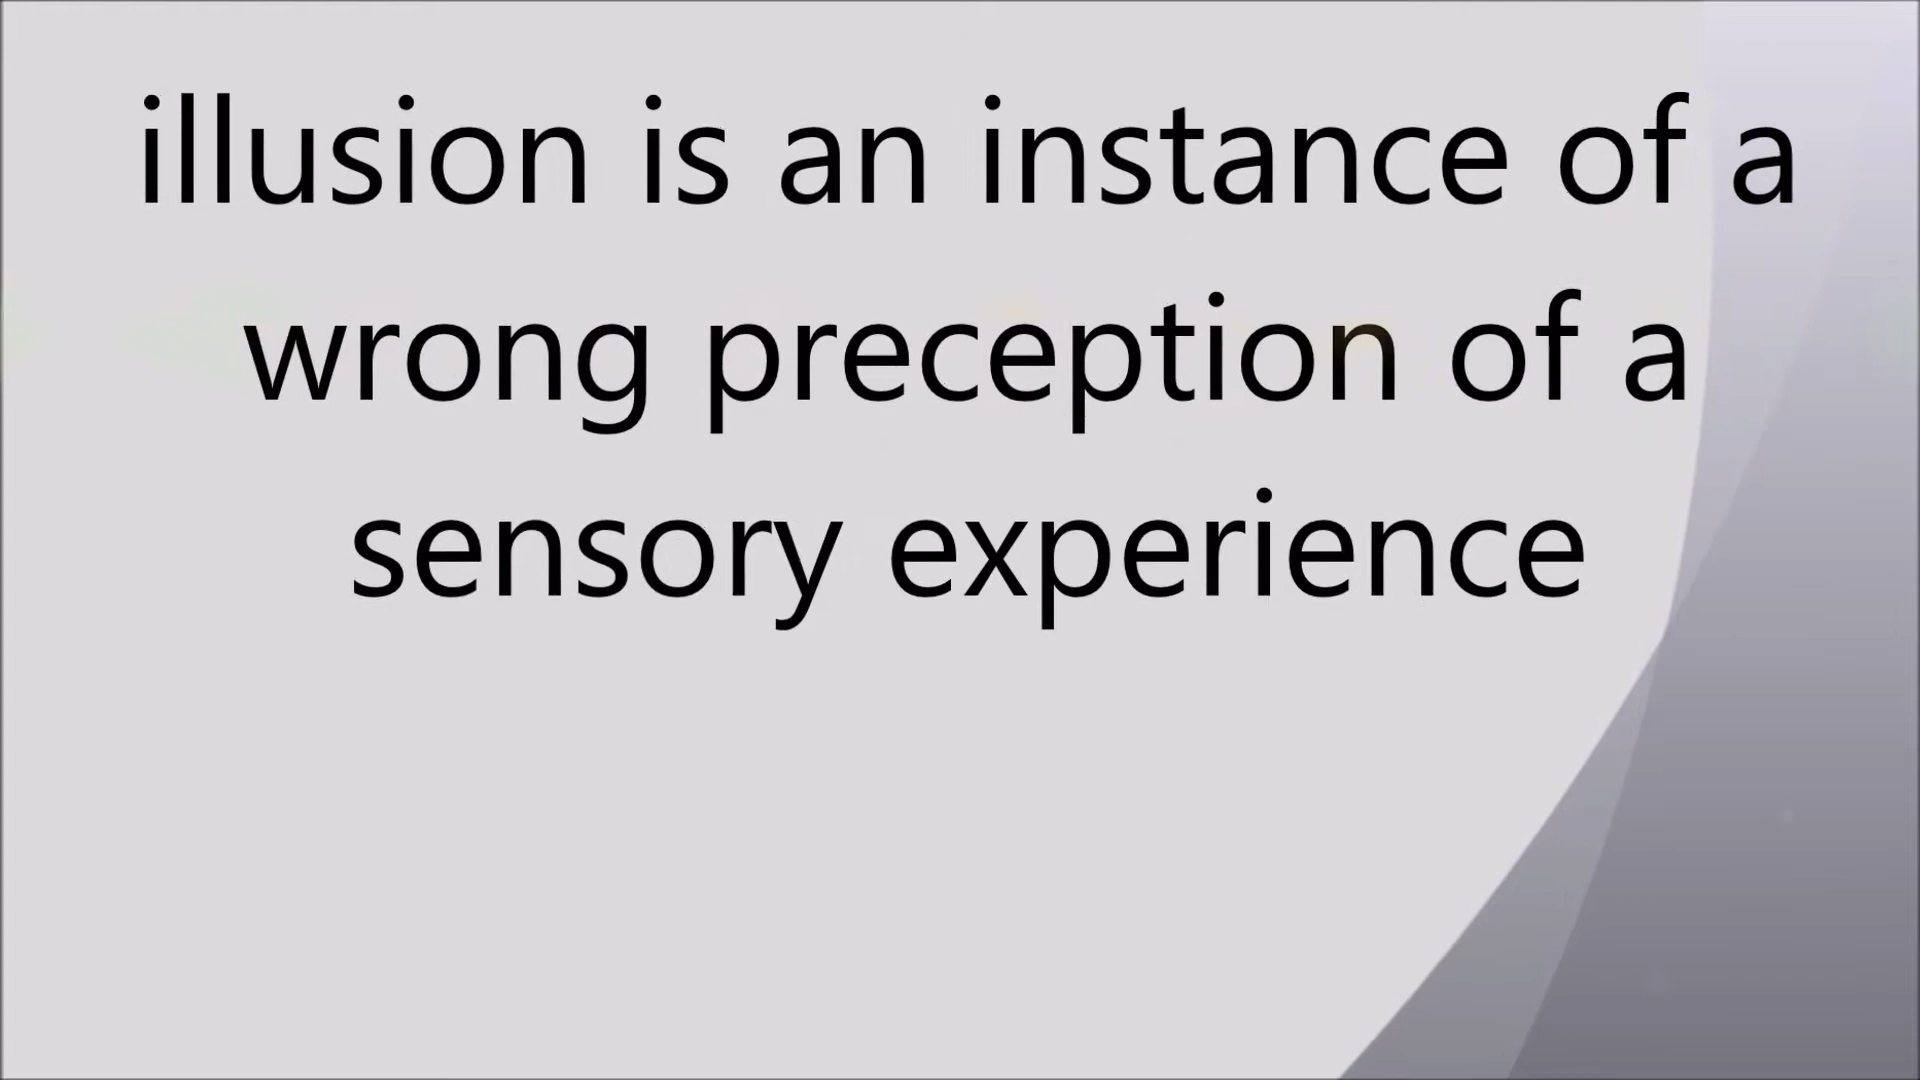 illusion is an instance of a
wrong preception of a
sensory experience